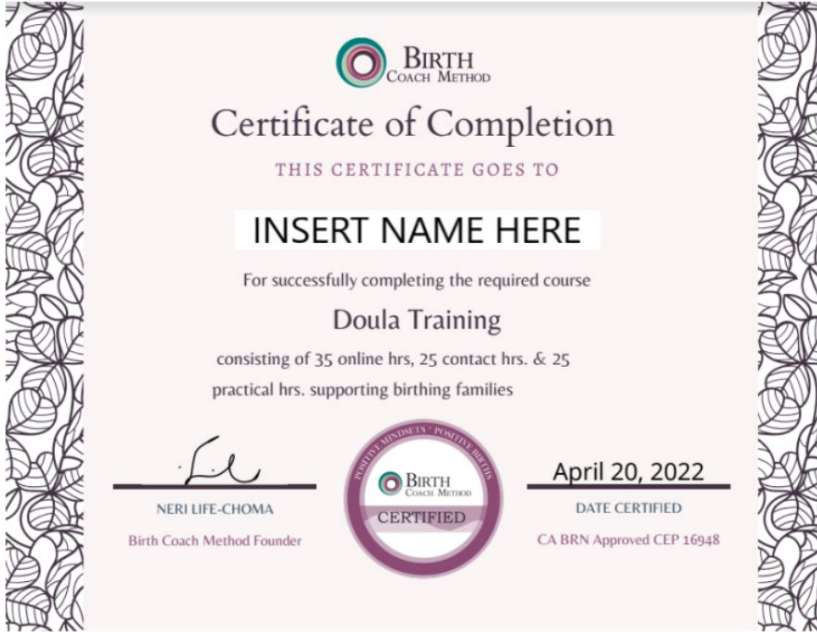 BIRTH
COACH METHOD
Certificate of Completion
THIS CERTIFICATE GOES TO
INSERT NAME HERE
For successfully completing the required course
Doula Training
consisting of 35 online hrs, 25 contact hrs. & 25
practical hrs. supporting birthing families
NERI LIFE-CHOMA
Birth Coach Method Founder
POSITIVE MINDSETS * POSITIVE BIRTHS
BIRTH
COACH METHOD
CERTIFIED
April 20, 2022
DATE CERTIFIED
CA BRN Approved CEP 16948